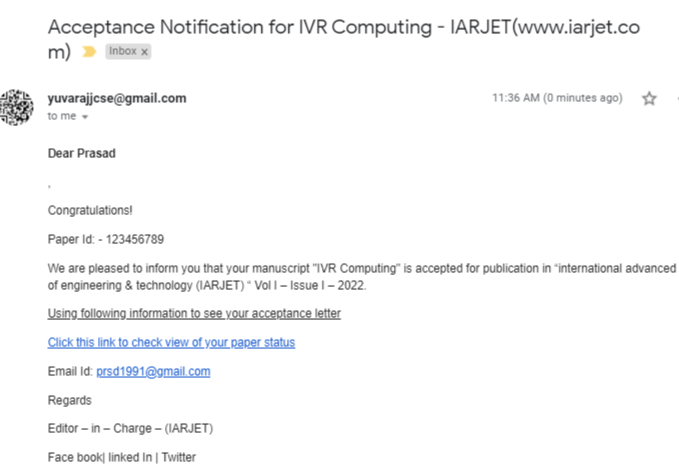 Acceptance Notification for IVR Computing - IARJET(www.iarjet.co
m) Inbox x
yuvarajjcse@gmail.com 11:36 AM (0 minutes ago)
to me
Dear Prasad
,
Congratulations!
Paper Id: - 123456789
We are pleased to inform you that your manuscript "IVR Computing" is accepted for publication in “international advanced
of engineering & technology (IARJET) “ Vol I – Issue I – 2022.
Using following information to see your acceptance letter
Click this link to check view of your paper status
Email Id: prsd1991@gmail.com
Regards
Editor – in – Charge – (IARJET)
Face book| linked In | Twitter